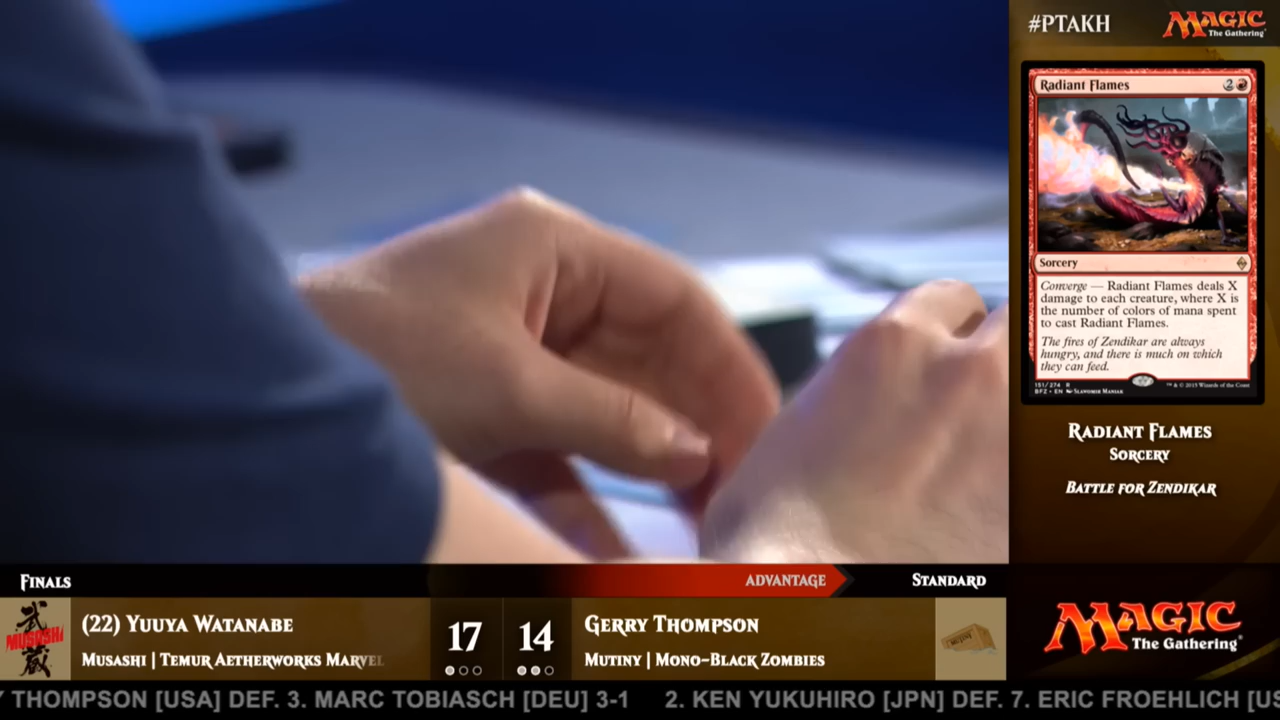 #PTAKH
MAGIC
The Gathering®
Radiant Flames
2
Sorcery
Converge — Radiant Flames deals X
damage to each creature, where X is
the number of colors of mana spent
to cast Radiant Flames.
The fires of Zendikar are always
hungry, and there is much on which
they can feed.
151/274 R
BFZ • EN Slawomir Maniak
™ & © 2015 Wizards of the Coast
Radiant Flames
Sorcery
Battle for Zendikar
Finals
Advantage
Standard
武
MUSASHI
蔵
(22) Yuuya Watanabe
Musashi | Temur Aetherworks Marvel
17
14
Gerry Thompson
Mutiny | Mono-Black Zombies
MAGIC
The Gathering®
Y THOMPSON [USA] DEF. 3. MARC TOBIASCH [DEU] 3-1 2. KEN YUKUHIRO [JPN] DEF. 7. ERIC FROEHLICH [US